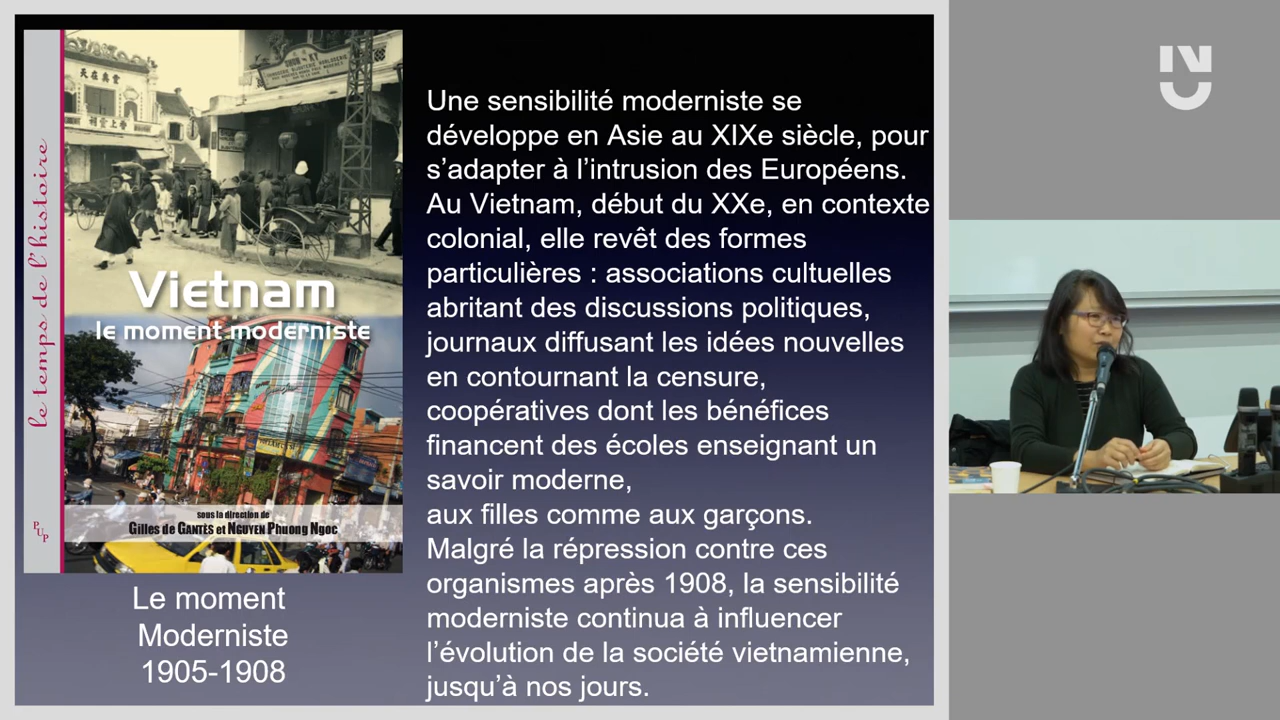 le temps de l'histoire
PUP
SHUN-KY
Vietnam
le moment moderniste
sous la direction de
Gilles de GANTÈS et NGUYEN Phuong Ngoc
Le moment
Moderniste
1905-1908
Une sensibilité moderniste se
développe en Asie au XIXe siècle, pour
s'adapter à l'intrusion des Européens.
Au Vietnam, début du XXe, en contexte
colonial, elle revêt des formes
particulières : associations cultuelles
abritant des discussions politiques,
journaux diffusant les idées nouvelles
en contournant la censure,
coopératives dont les bénéfices
financent des écoles enseignant un
savoir moderne,
aux filles comme aux garçons.
Malgré la répression contre ces
organismes après 1908, la sensibilité
moderniste continua à influencer
l'évolution de la société vietnamienne,
jusqu'à nos jours.